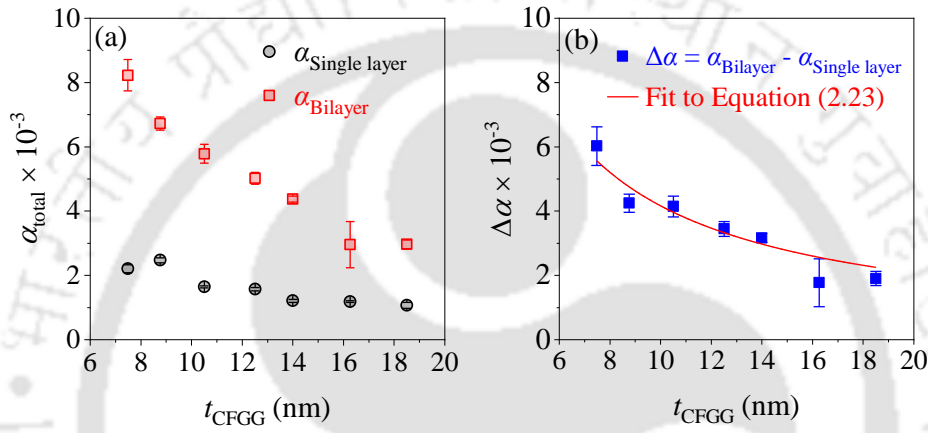 (a)
α_Single layer
α_Bilayer
α_total × 10⁻³
10
8
6
4
2
0
6 8 10 12 14 16 18 20
t_CFGG (nm)
(b)
Δα = α_Bilayer - α_Single layer
Fit to Equation (2.23)
Δα × 10⁻³
10
8
6
4
2
0
6 8 10 12 14 16 18 20
t_CFGG (nm)